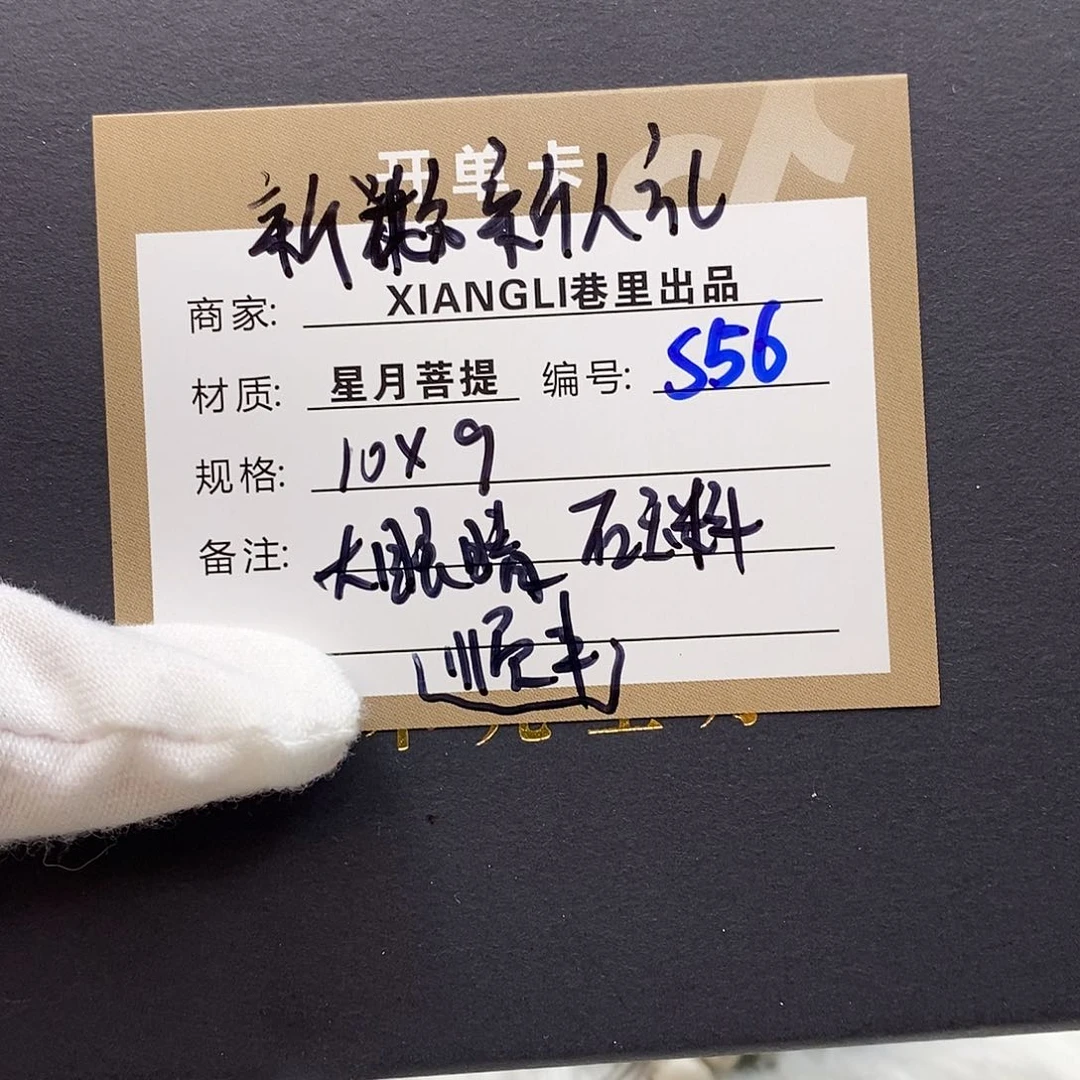 开单卡
新 新人礼
商家: XIANGLI巷里出品
材质: 星月菩提 编号: S56
规格: 10X9
备注: 大眼睛 石玉料
顺丰